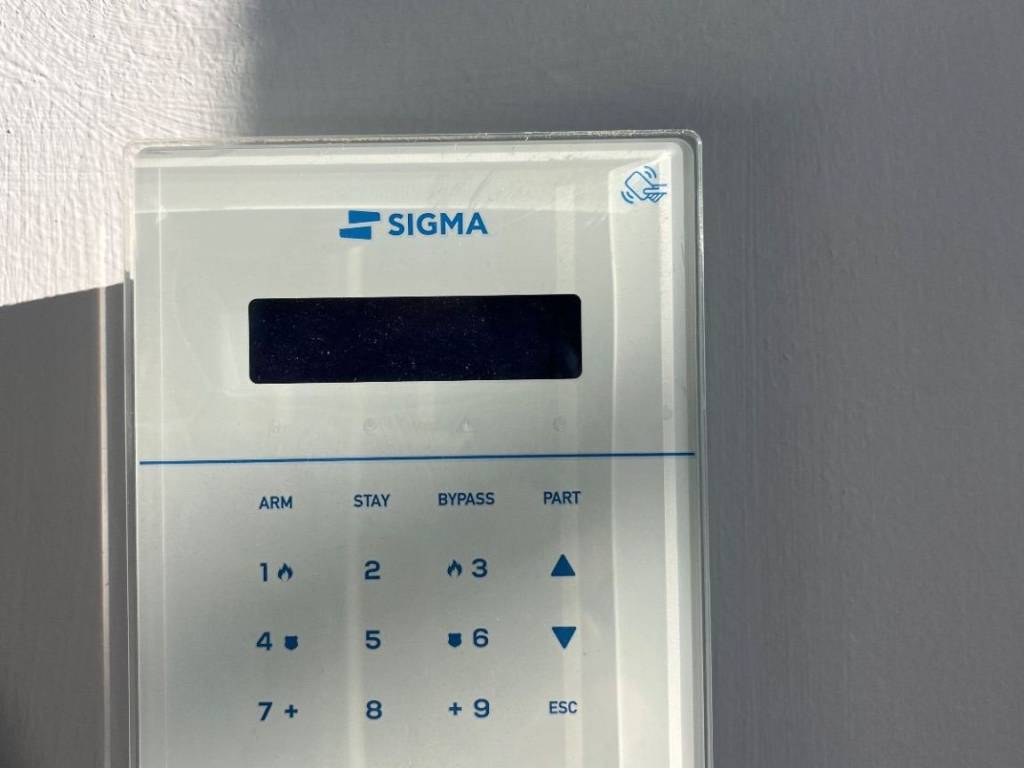 SIGMA
ARM STAY BYPASS PART
1 2 3
4 5 6
7 + 8 + 9 ESC